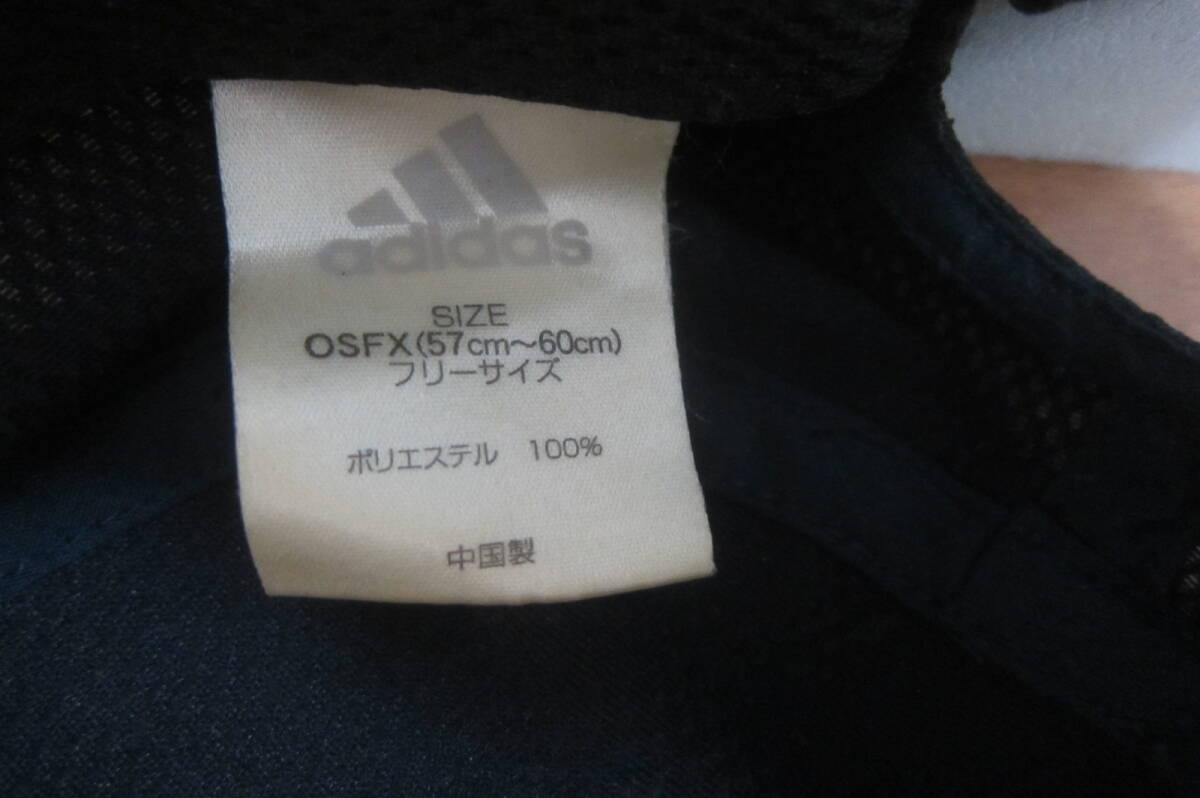 adidas
SIZE
OSFX(57cm〜60cm)
フリーサイズ
ポリエステル　100%
中国製